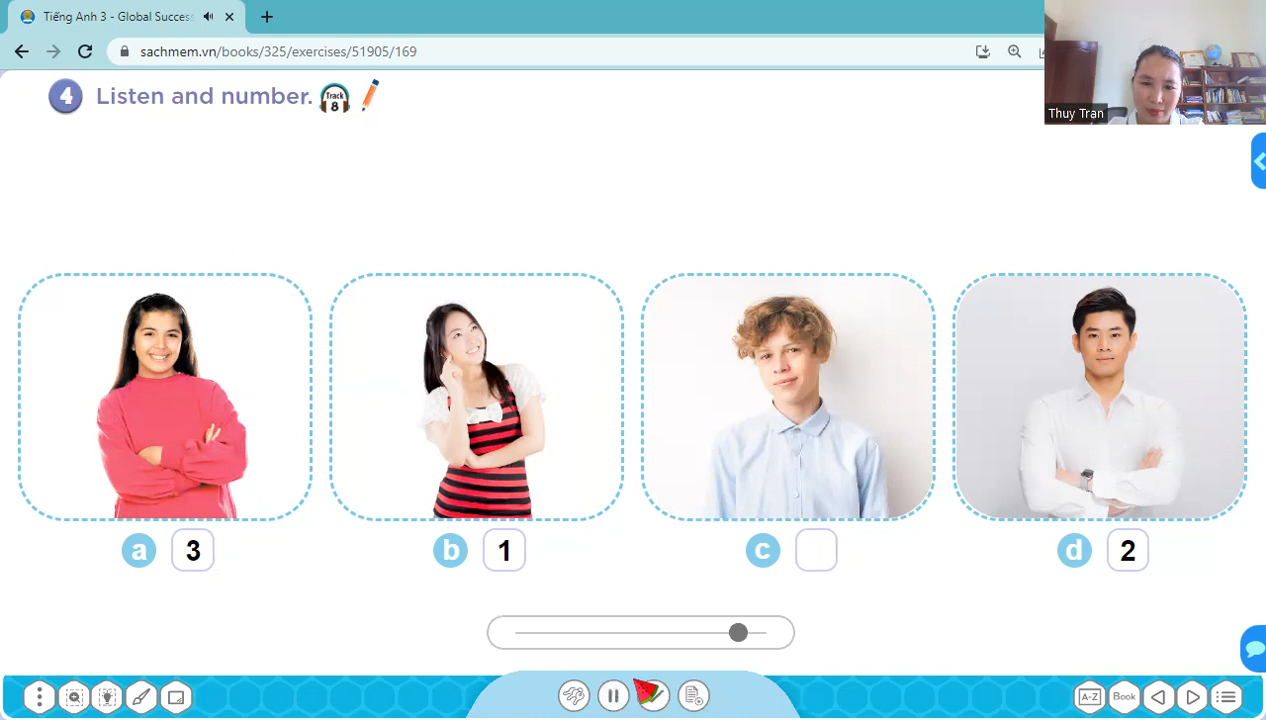 Tiếng Anh 3 - Global Success
sachmem.vn/books/325/exercises/51905/169
Thuy Tran
4 Listen and number. Track 8
a 3 b 1 c d 2
A-Z Book